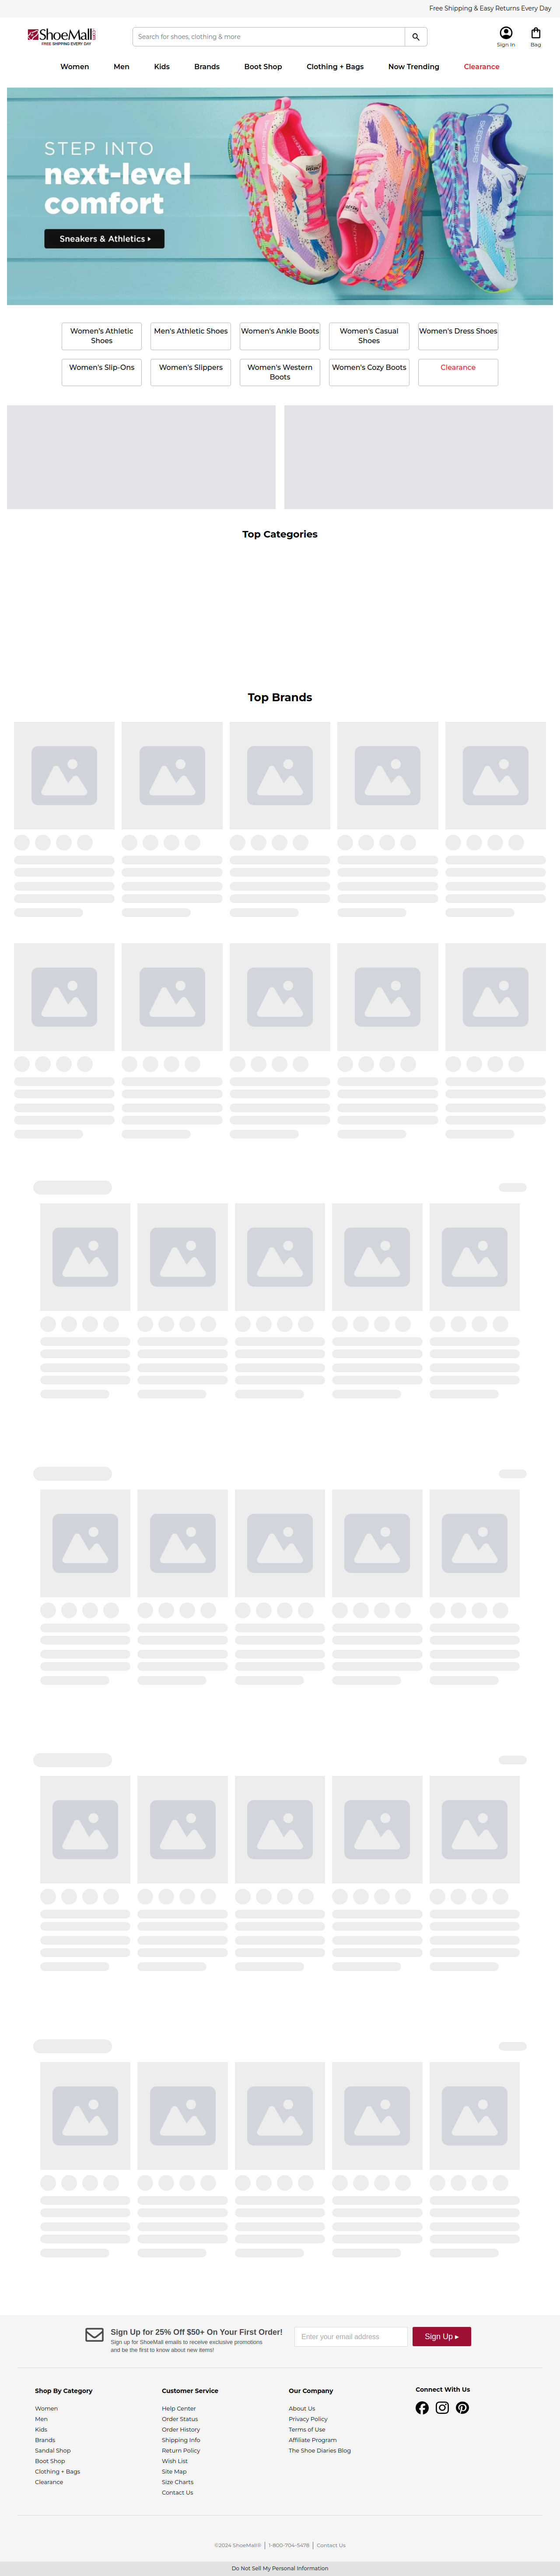 Free Shipping & Easy Returns Every Day
ShoeMall
FREE SHIPPING EVERY DAY
Search for shoes, clothing & more
Sign In
Bag
Women Men Kids Brands Boot Shop Clothing + Bags Now Trending Clearance
STEP INTO
next-level
comfort
Sneakers & Athletics
Women's Athletic Shoes
Men's Athletic Shoes
Women's Ankle Boots
Women's Casual Shoes
Women's Dress Shoes
Women's Slip-Ons
Women's Slippers
Women's Western Boots
Women's Cozy Boots
Clearance
Top Categories
Top Brands
Sign Up for 25% Off $50+ On Your First Order!
Sign up for ShoeMall emails to receive exclusive promotions
and be the first to know about new items!
Enter your email address
Sign Up ▸
Shop By Category
Women
Men
Kids
Brands
Sandal Shop
Boot Shop
Clothing + Bags
Clearance
Customer Service
Help Center
Order Status
Order History
Shipping Info
Return Policy
Wish List
Site Map
Size Charts
Contact Us
Our Company
About Us
Privacy Policy
Terms of Use
Affiliate Program
The Shoe Diaries Blog
Connect With Us
©2024 ShoeMall® | 1-800-704-5478 | Contact Us
Do Not Sell My Personal Information